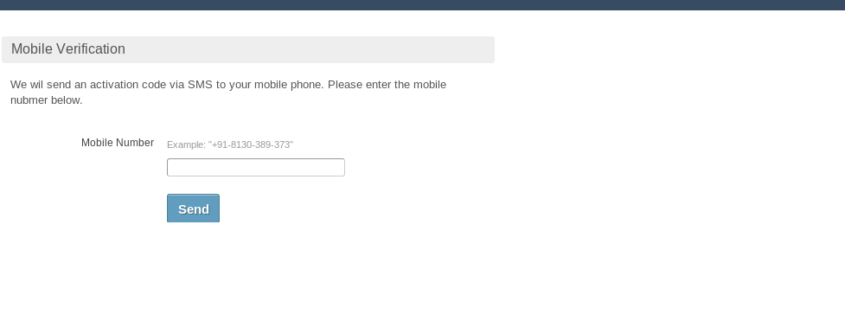 Mobile Verification
We wil send an activation code via SMS to your mobile phone. Please enter the mobile
nubmer below.
Mobile Number
Example: "+91-8130-389-373"
Send